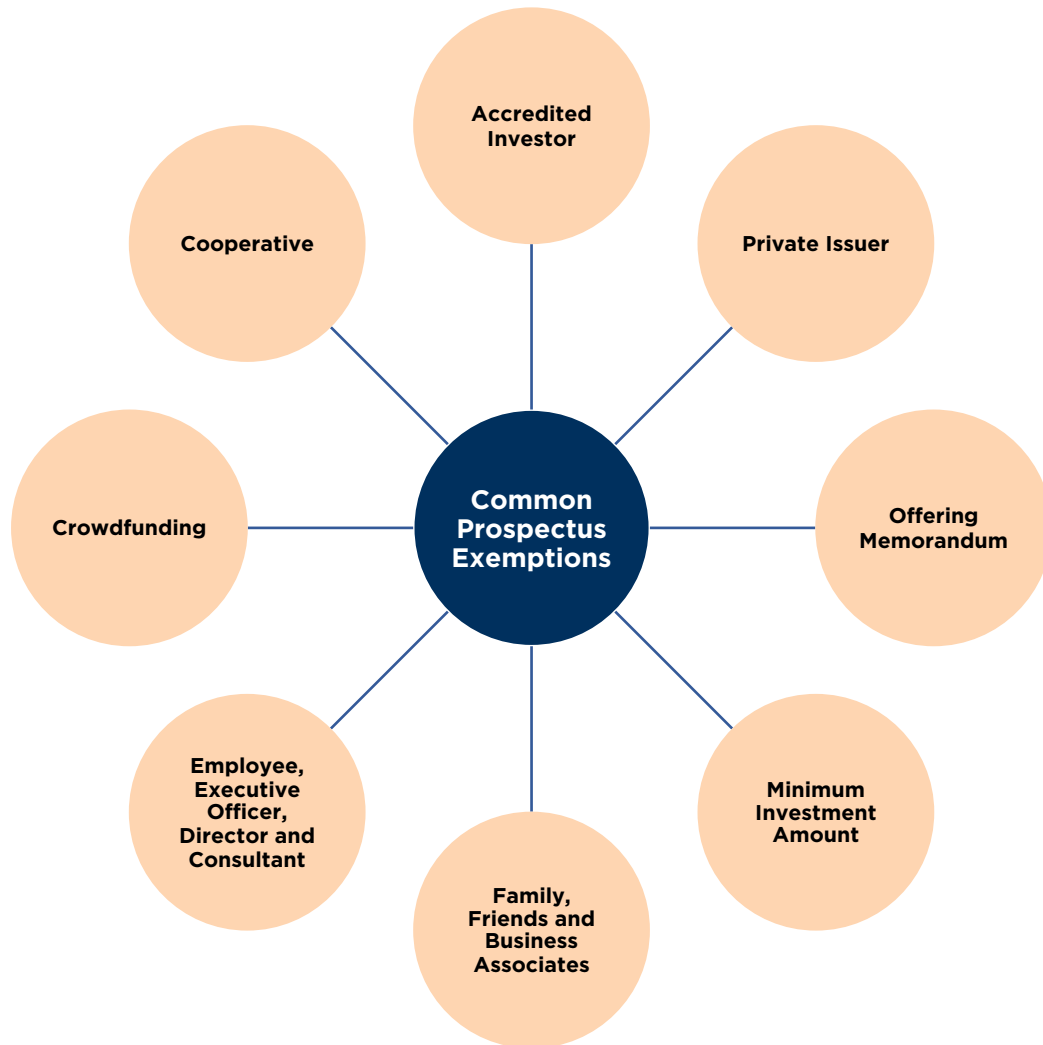 Accredited
Investor
Cooperative
Private Issuer
Crowdfunding
Common
Prospectus
Exemptions
Offering
Memorandum
Employee,
Executive
Officer,
Director and
Consultant
Minimum
Investment
Amount
Family,
Friends and
Business
Associates